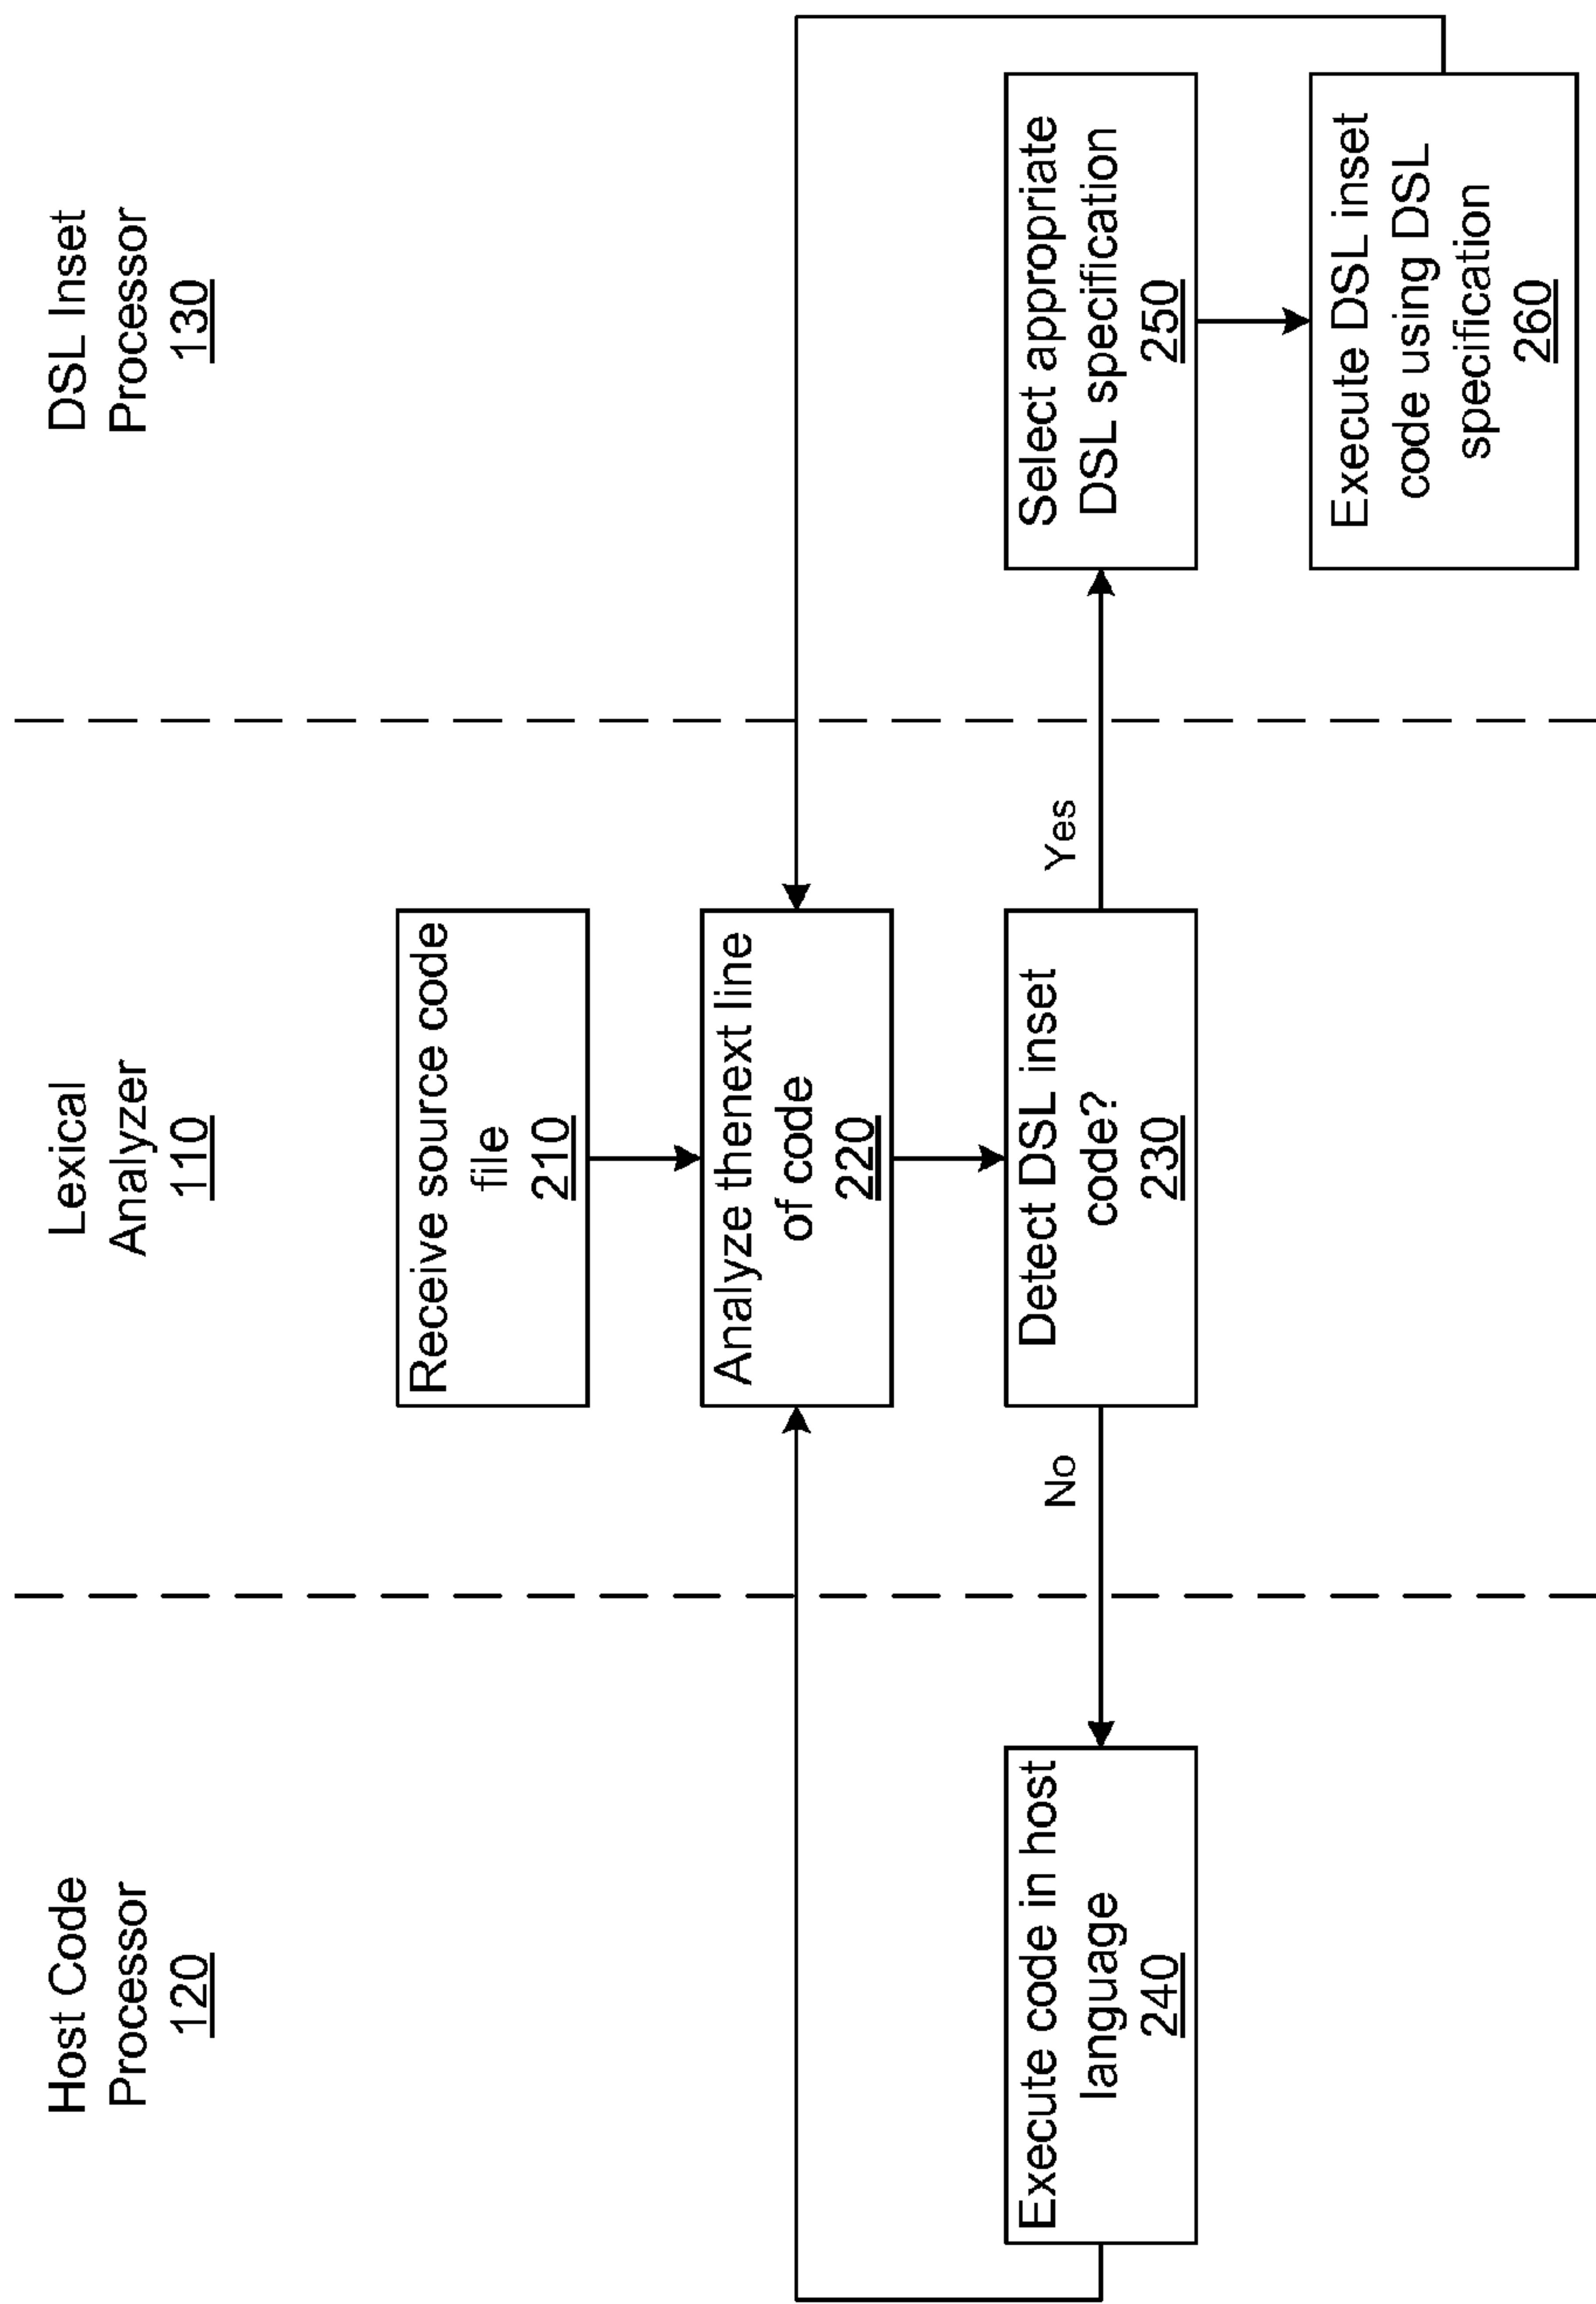 Host Code
Processor
120
Lexical
Analyzer
110
DSL Inset
Processor
130
Receive source code
file
210
Analyze thenext line
of code
220
Detect DSL inset
code?
230
No
Yes
Execute code in host
language
240
Select appropriate
DSL specification
250
Execute DSL inset
code using DSL
specification
260